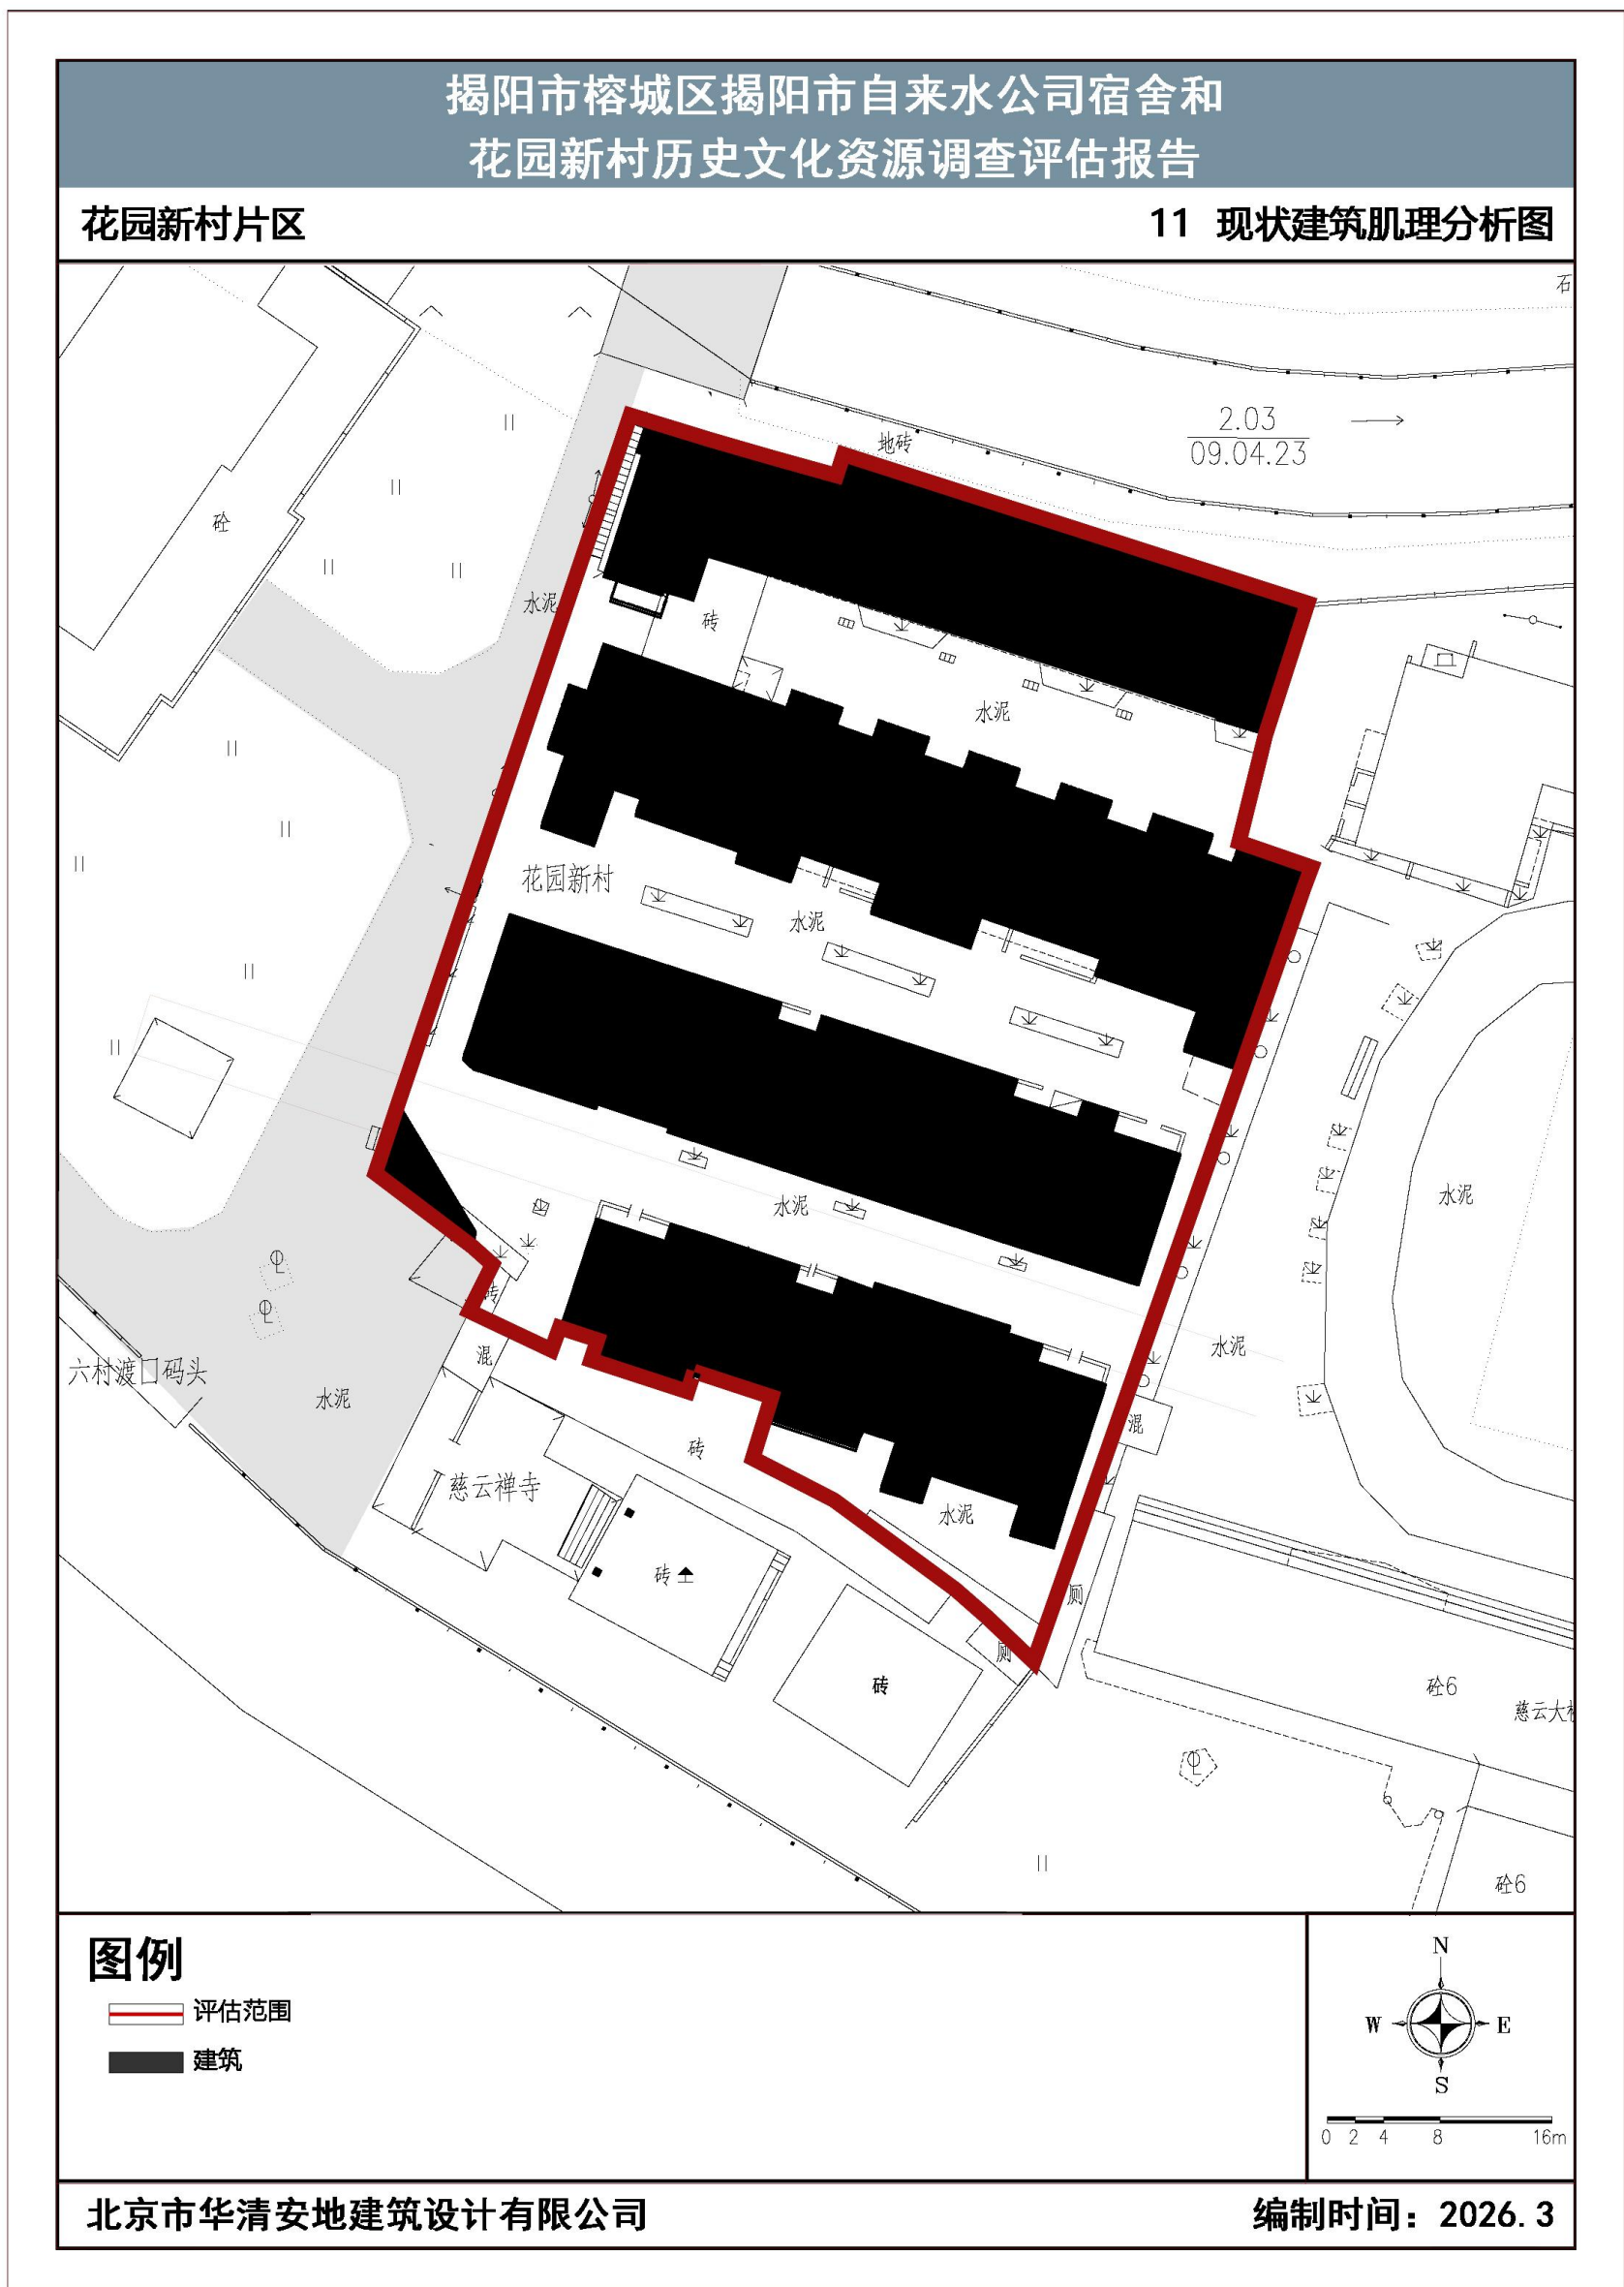 揭阳市榕城区揭阳市自来水公司宿舍和
花园新村历史文化资源调查评估报告
花园新村片区
11 现状建筑肌理分析图
石
2.03
09.04.23
地砖
砼
水泥
砖
水泥
花园新村
水泥
水泥
水泥
砖
水泥
混
六村渡口码头
水泥
混
砖
慈云禅寺
水泥
砖
厕
厕
砖
砼6
慈云大
砼6
图例
评估范围
建筑
N
W
E
S
0 2 4 8 16m
北京市华清安地建筑设计有限公司
编制时间：2026.3